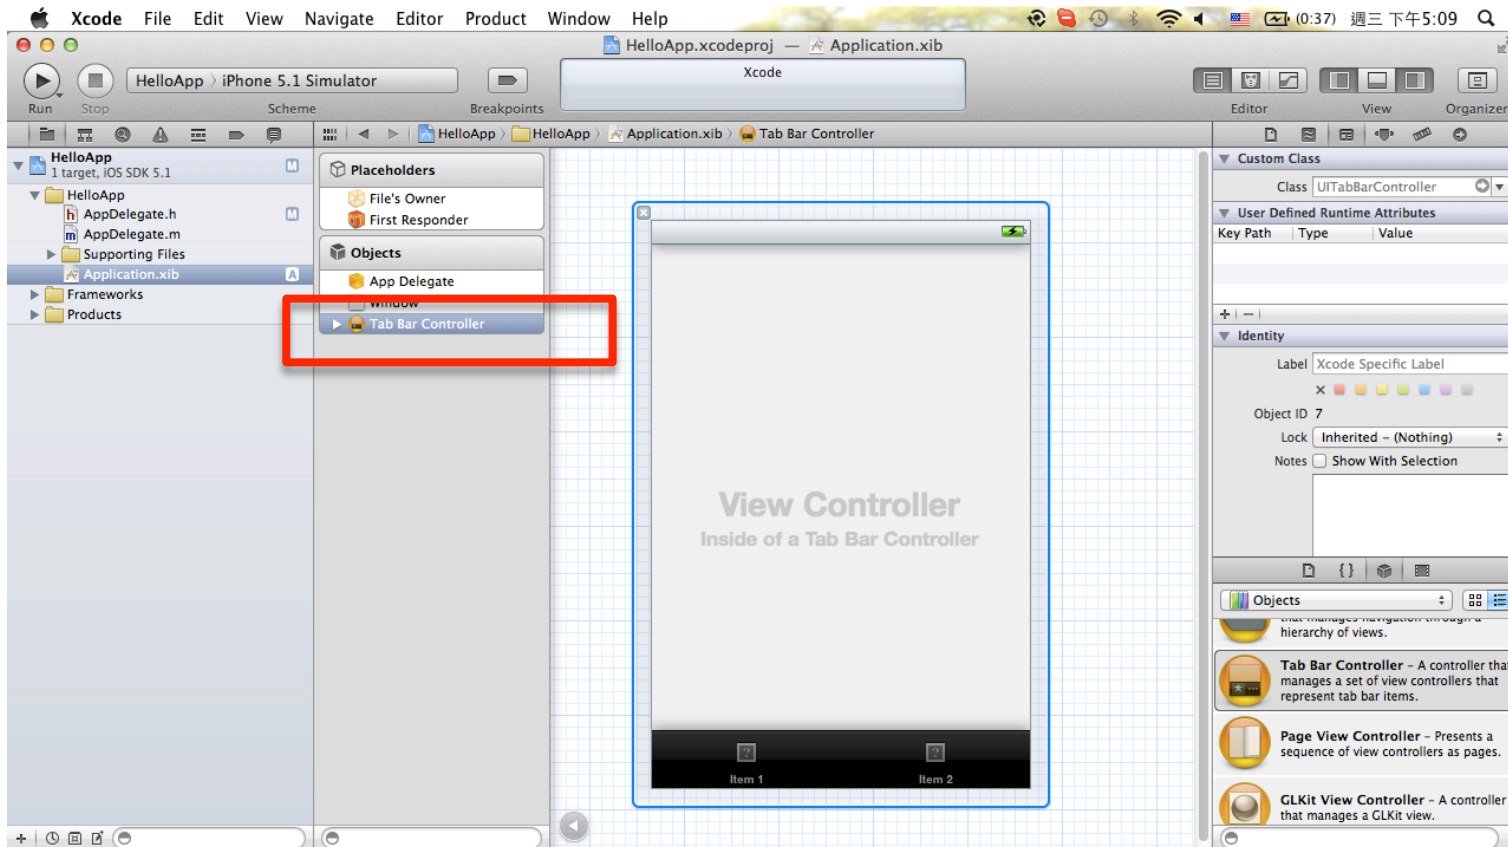 Xcode File Edit View Navigate Editor Product Window Help (0:37) 週三 下午5:09
HelloApp.xcodeproj — Application.xib
HelloApp iPhone 5.1 Simulator
Xcode
Run Stop Scheme Breakpoints Editor View Organizer
HelloApp HelloApp Application.xib Tab Bar Controller
HelloApp M
1 target, iOS SDK 5.1
HelloApp
AppDelegate.h M
AppDelegate.m
Supporting Files
Application.xib A
Frameworks
Products
Placeholders
File's Owner
First Responder
Objects
App Delegate
Window
Tab Bar Controller
View Controller
Inside of a Tab Bar Controller
Item 1 Item 2
Custom Class
Class UITabBarController
User Defined Runtime Attributes
Key Path Type Value
Identity
Label Xcode Specific Label
Object ID 7
Lock Inherited - (Nothing)
Notes Show With Selection
Objects
that manages navigation through a
hierarchy of views.
Tab Bar Controller - A controller that
manages a set of view controllers that
represent tab bar items.
Page View Controller - Presents a
sequence of view controllers as pages.
GLKit View Controller - A controller
that manages a GLKit view.